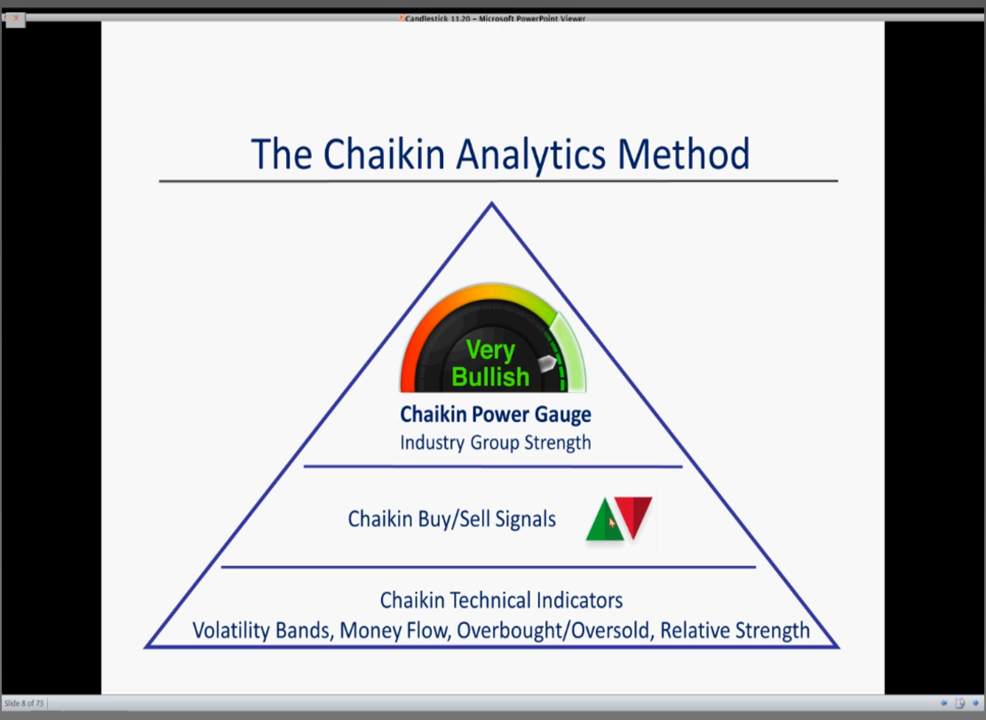 Candlestick 11.20 - Microsoft PowerPoint Viewer
The Chaikin Analytics Method
Very
Bullish
Chaikin Power Gauge
Industry Group Strength
Chaikin Buy/Sell Signals
Chaikin Technical Indicators
Volatility Bands, Money Flow, Overbought/Oversold, Relative Strength
Slide 8 of 73